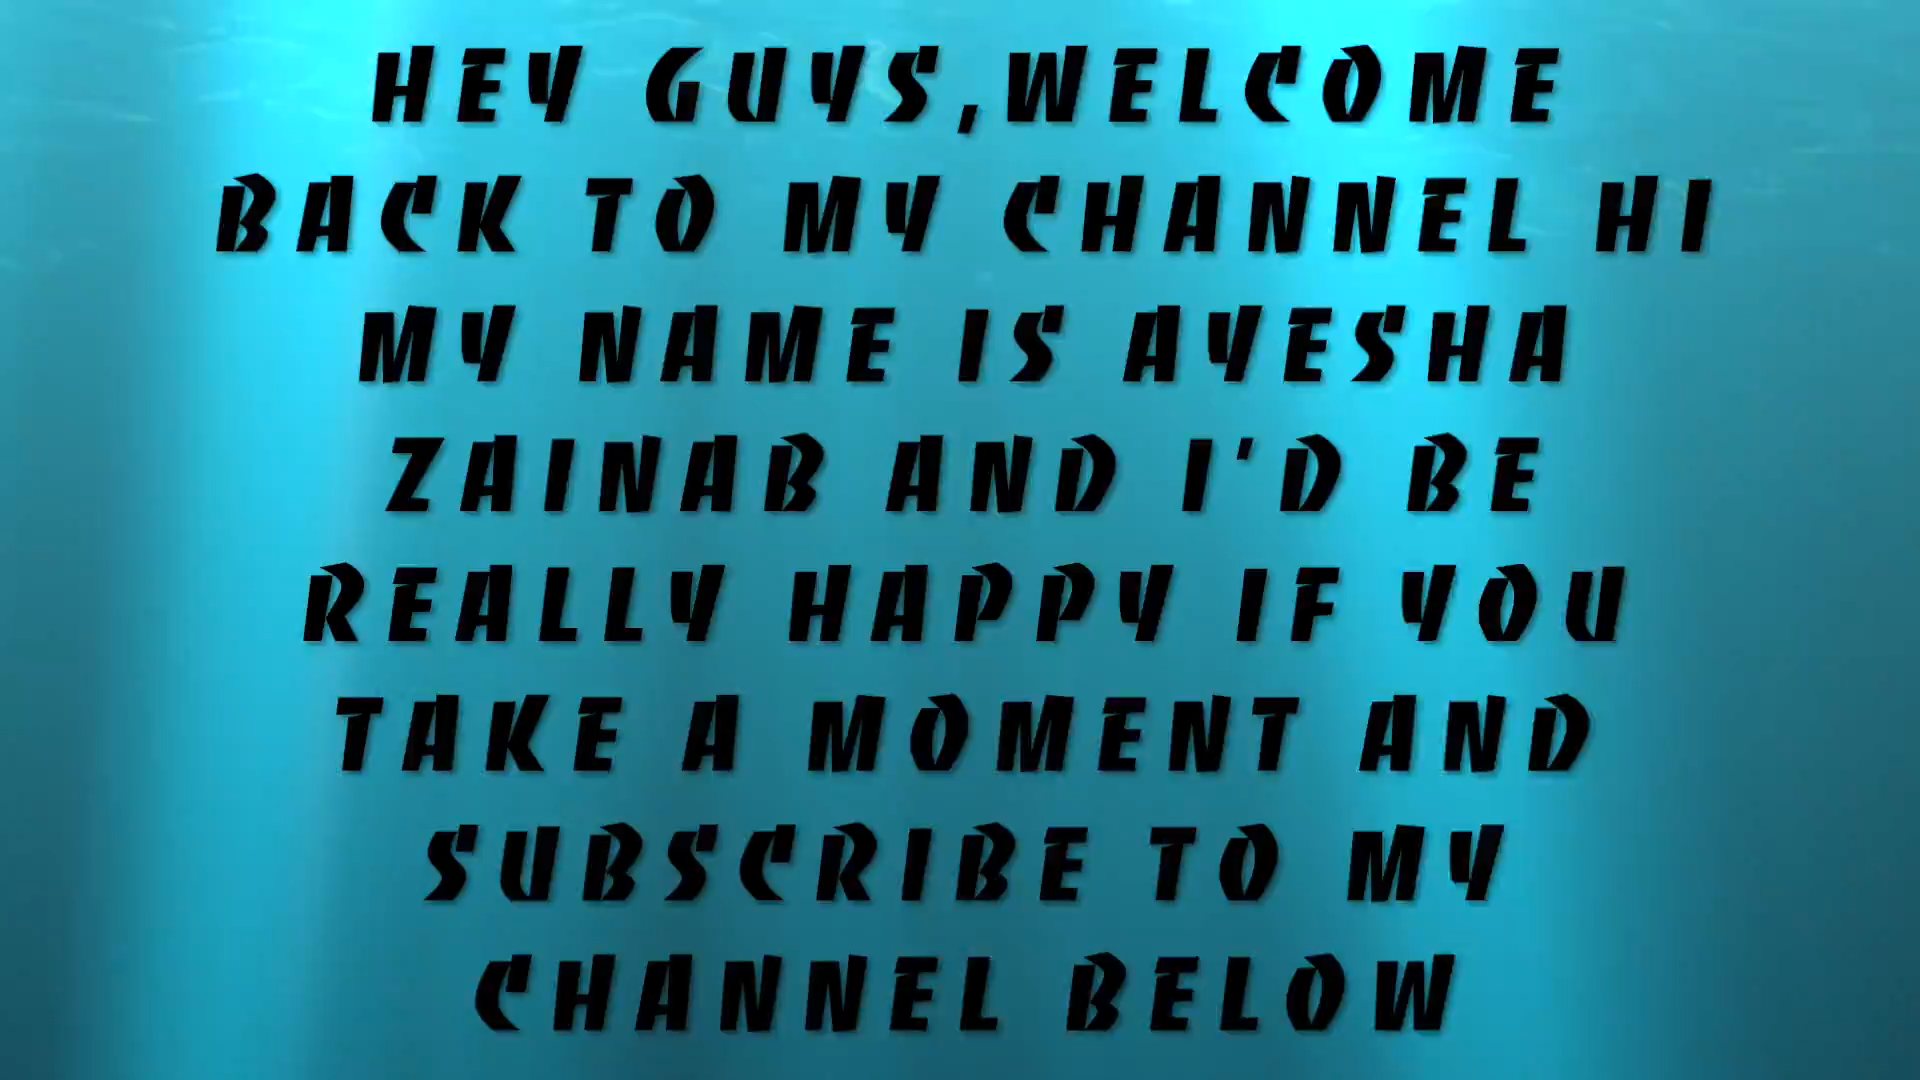 HEY GUYS,WELCOME
BACK TO MY CHANNEL HI
MY NAME IS AYESHA
ZAINAB AND I'D BE
REALLY HAPPY IF YOU
TAKE A MOMENT AND
SUBSCRIBE TO MY
CHANNEL BELOW